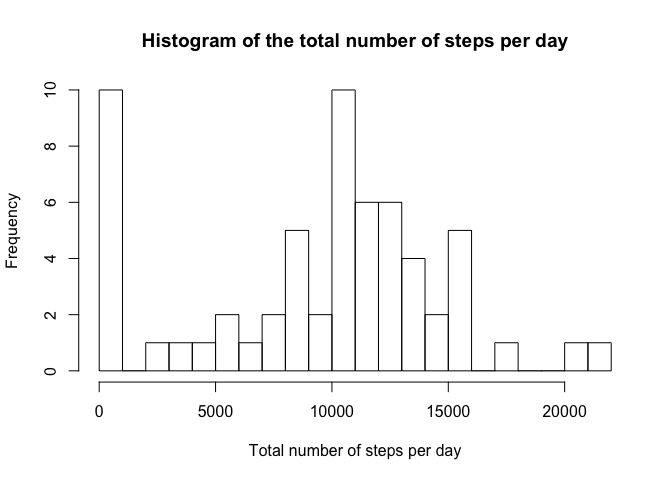 Histogram of the total number of steps per day
Frequency
10
8
6
4
2
0
0 5000 10000 15000 20000
Total number of steps per day